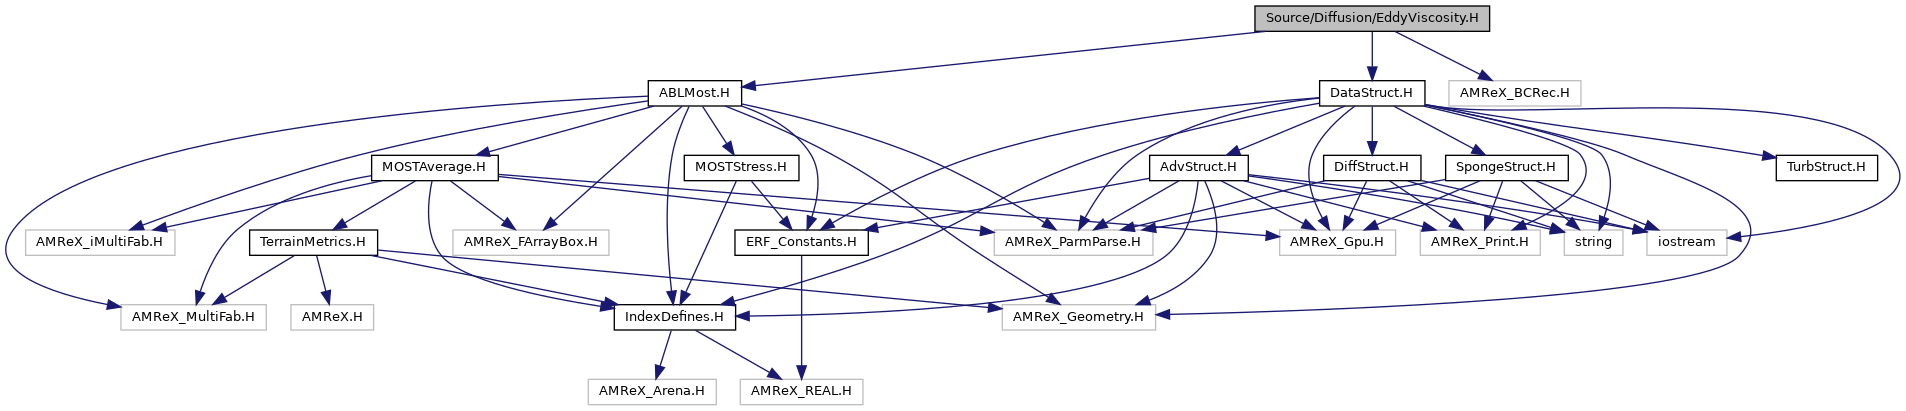 Source/Diffusion/EddyViscosity.H
ABLMost.H
DataStruct.H
AMReX_BCRec.H
MOSTAverage.H
MOSTStress.H
AdvStruct.H
DiffStruct.H
SpongeStruct.H
TurbStruct.H
AMReX_iMultiFab.H
TerrainMetrics.H
AMReX_FArrayBox.H
ERF_Constants.H
AMReX_ParmParse.H
AMReX_Gpu.H
AMReX_Print.H
string
iostream
AMReX_MultiFab.H
AMReX.H
IndexDefines.H
AMReX_Geometry.H
AMReX_Arena.H
AMReX_REAL.H